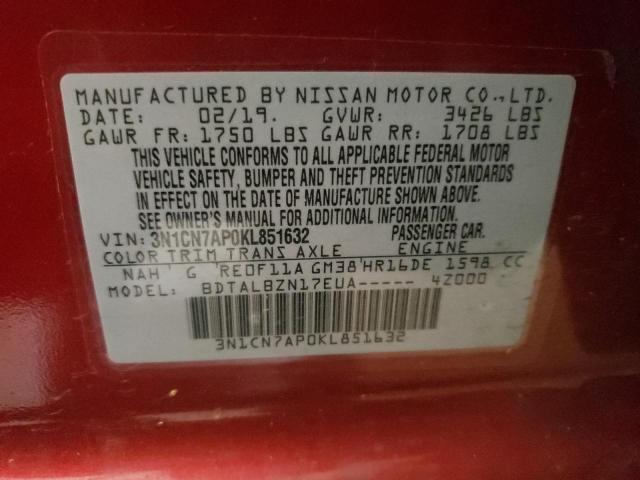 MANUFACTURED BY NISSAN MOTOR CO.,LTD.
DATE: 02/19. GVWR: 3426 LBS
GAWR FR: 1750 LBS GAWR RR: 1708 LBS
THIS VEHICLE CONFORMS TO ALL APPLICABLE FEDERAL MOTOR
VEHICLE SAFETY, BUMPER AND THEFT PREVENTION STANDARDS
IN EFFECT ON THE DATE OF MANUFACTURE SHOWN ABOVE.
SEE OWNER'S MANUAL FOR ADDITIONAL INFORMATION.
VIN: 3N1CN7AP0KL851632 PASSENGER CAR.
COLOR TRIM TRANS AXLE ENGINE
NAH G RE0F11A GM38 HR16DE 1598 CC
MODEL: BDTALBZN17EUA----- 4Z000
3N1CN7AP0KL851632